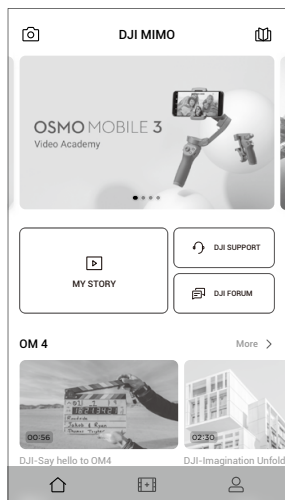 DJI MIMO
OSMO MOBILE 3
Video Academy
MY STORY
DJI SUPPORT
DJI FORUM
OM 4
More
18213421
00:56
02:30
DJI-Say hello to OM4
DJI-Imagination Unfold